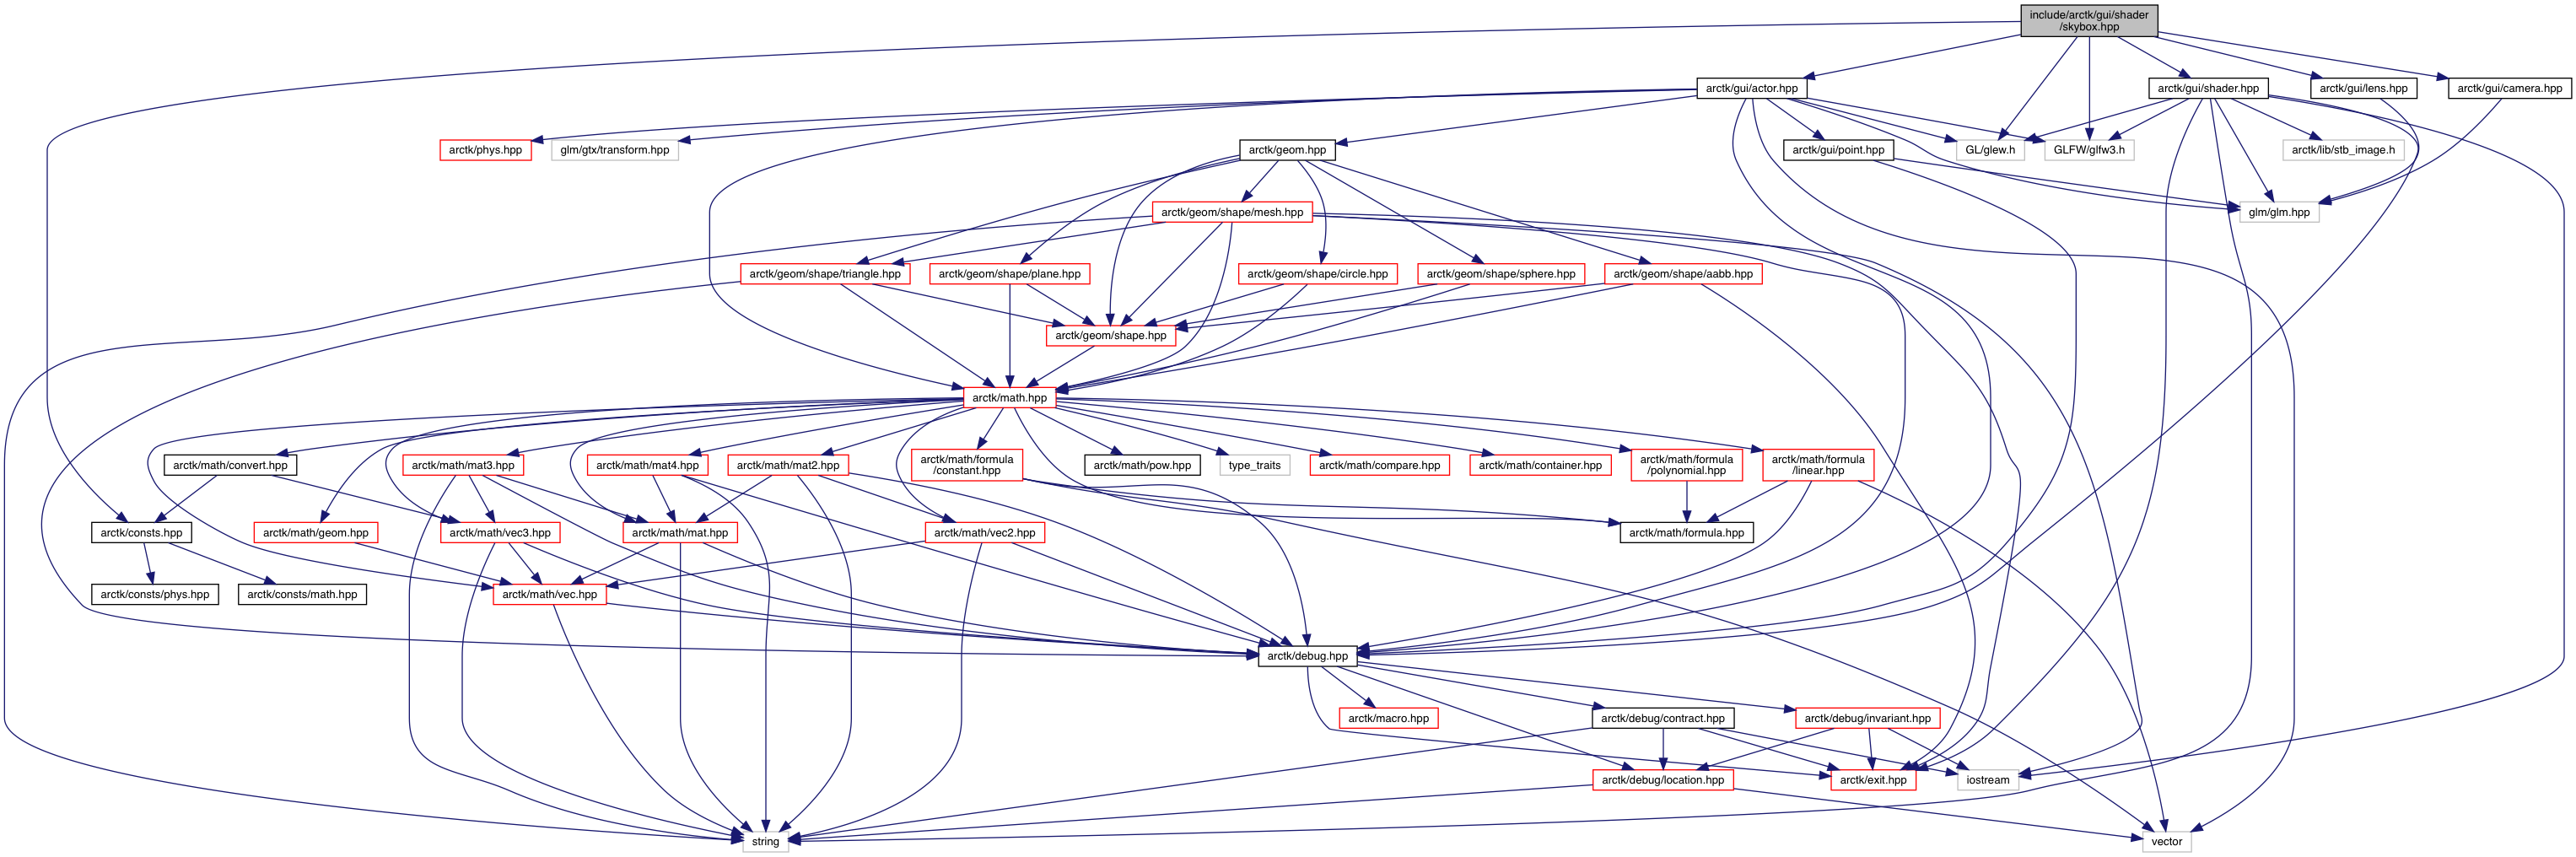 include/arctk/gui/shader
/skybox.hpp
arctk/gui/actor.hpp
arctk/gui/shader.hpp
arctk/gui/lens.hpp
arctk/gui/camera.hpp
arctk/phys.hpp
glm/gtx/transform.hpp
arctk/geom.hpp
arctk/gui/point.hpp
GL/glew.h
GLFW/glfw3.h
arctk/lib/stb_image.h
arctk/geom/shape/mesh.hpp
glm/glm.hpp
arctk/geom/shape/triangle.hpp
arctk/geom/shape/plane.hpp
arctk/geom/shape/circle.hpp
arctk/geom/shape/sphere.hpp
arctk/geom/shape/aabb.hpp
arctk/geom/shape.hpp
arctk/math.hpp
arctk/math/convert.hpp
arctk/math/mat3.hpp
arctk/math/mat4.hpp
arctk/math/mat2.hpp
arctk/math/formula
/constant.hpp
arctk/math/pow.hpp
type_traits
arctk/math/compare.hpp
arctk/math/container.hpp
arctk/math/formula
/polynomial.hpp
arctk/math/formula
/linear.hpp
arctk/consts.hpp
arctk/math/geom.hpp
arctk/math/vec3.hpp
arctk/math/mat.hpp
arctk/math/vec2.hpp
arctk/math/formula.hpp
arctk/consts/phys.hpp
arctk/consts/math.hpp
arctk/math/vec.hpp
arctk/debug.hpp
arctk/macro.hpp
arctk/debug/contract.hpp
arctk/debug/invariant.hpp
arctk/debug/location.hpp
arctk/exit.hpp
iostream
string
vector